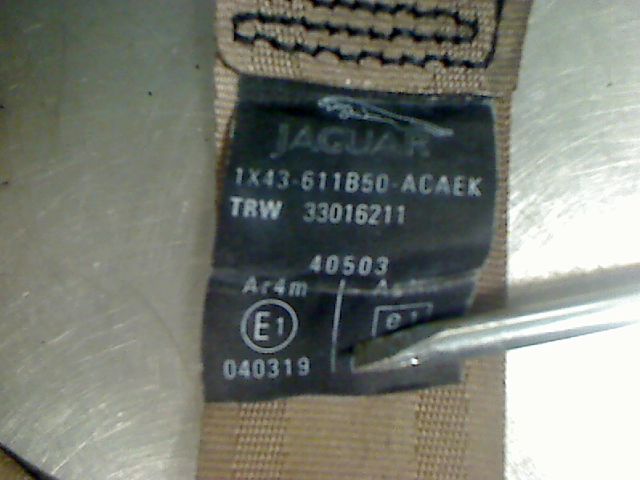 JAGUAR
1X43-611B50-ACAEK
TRW 33016211
40503
Ar4m
E1
040319